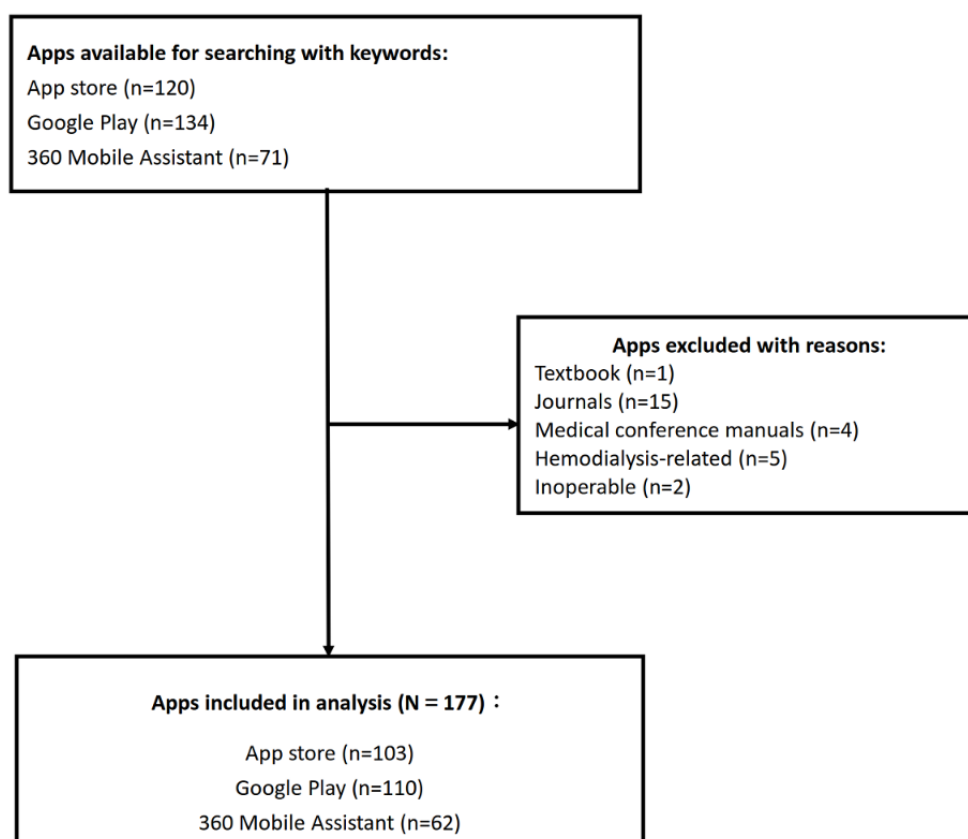 Apps available for searching with keywords:
App store (n=120)
Google Play (n=134)
360 Mobile Assistant (n=71)
Apps excluded with reasons:
Textbook (n=1)
Journals (n=15)
Medical conference manuals (n=4)
Hemodialysis-related (n=5)
Inoperable (n=2)
Apps included in analysis (N = 177)：
App store (n=103)
Google Play (n=110)
360 Mobile Assistant (n=62)